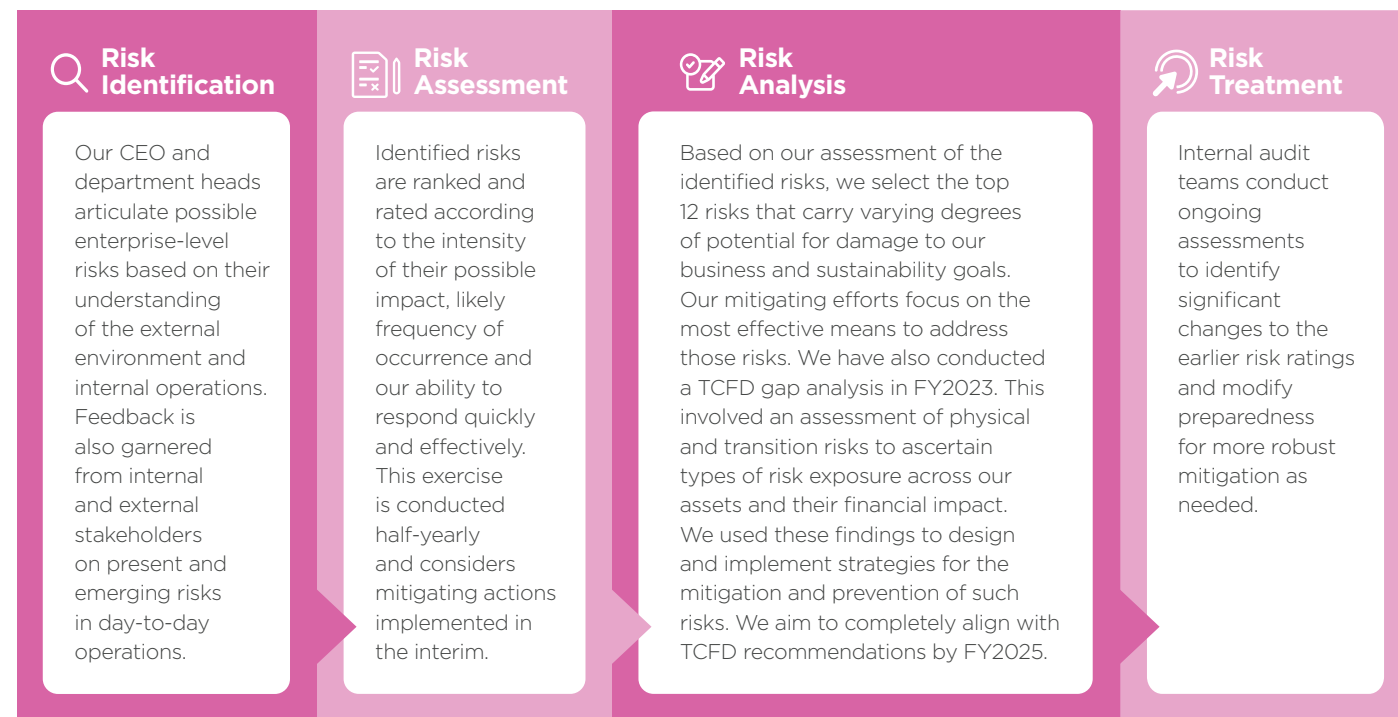 Risk
Identification
Our CEO and
department heads
articulate possible
enterprise-level
risks based on their
understanding
of the external
environment and
internal operations.
Feedback is
also garnered
from internal
and external
stakeholders
on present and
emerging risks
in day-to-day
operations.
Risk
Assessment
Identified risks
are ranked and
rated according
to the intensity
of their possible
impact, likely
frequency of
occurrence and
our ability to
respond quickly
and effectively.
This exercise
is conducted
half-yearly
and considers
mitigating actions
implemented in
the interim.
Risk
Analysis
Based on our assessment of the
identified risks, we select the top
12 risks that carry varying degrees
of potential for damage to our
business and sustainability goals.
Our mitigating efforts focus on the
most effective means to address
those risks. We have also conducted
a TCFD gap analysis in FY2023. This
involved an assessment of physical
and transition risks to ascertain
types of risk exposure across our
assets and their financial impact.
We used these findings to design
and implement strategies for the
mitigation and prevention of such
risks. We aim to completely align with
TCFD recommendations by FY2025.
Risk
Treatment
Internal audit
teams conduct
ongoing
assessments
to identify
significant
changes to the
earlier risk ratings
and modify
preparedness
for more robust
mitigation as
needed.